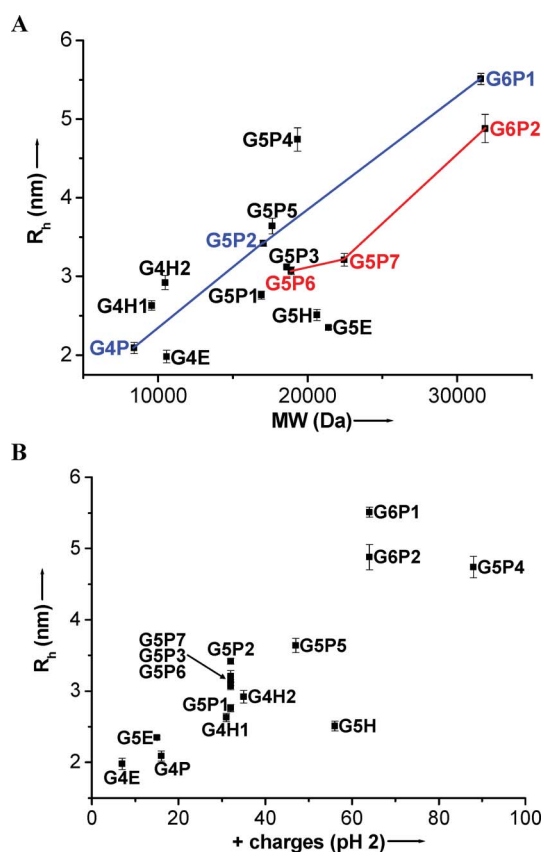 A
6
5
4
3
2
R_h (nm)
G6P1
G6P2
G5P4
G5P5
G5P2
G5P3
G5P7
G5P6
G4H2
G5P1
G4H1
G5H
G5E
G4P
G4E
10000 20000 30000
MW (Da)
B
6
5
4
3
2
R_h (nm)
G6P1
G6P2
G5P4
G5P7
G5P2
G5P3
G5P5
G5P6
G5P1
G4H2
G4H1
G5E
G5H
G4E
G4P
0 20 40 60 80 100
+ charges (pH 2)